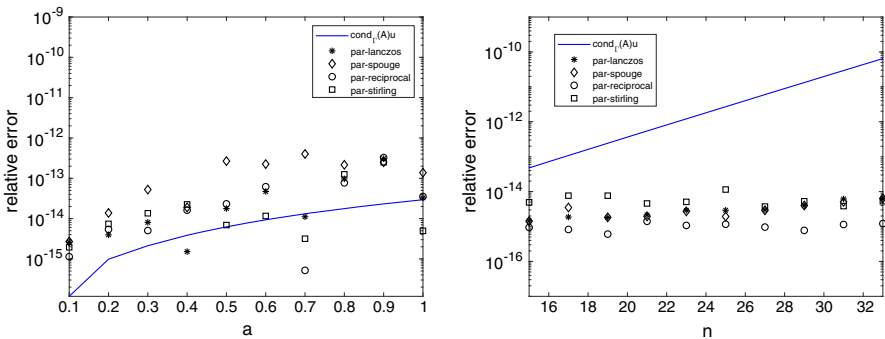 relative error
10^-9
10^-10
10^-11
10^-12
10^-13
10^-14
10^-15
0.1 0.2 0.3 0.4 0.5 0.6 0.7 0.8 0.9 1
a
cond_Γ(A)u
par-lanczos
par-spouge
par-reciprocal
par-stirling
relative error
10^-10
10^-12
10^-14
10^-16
16 18 20 22 24 26 28 30 32
n
cond_Γ(A)u
par-lanczos
par-spouge
par-reciprocal
par-stirling